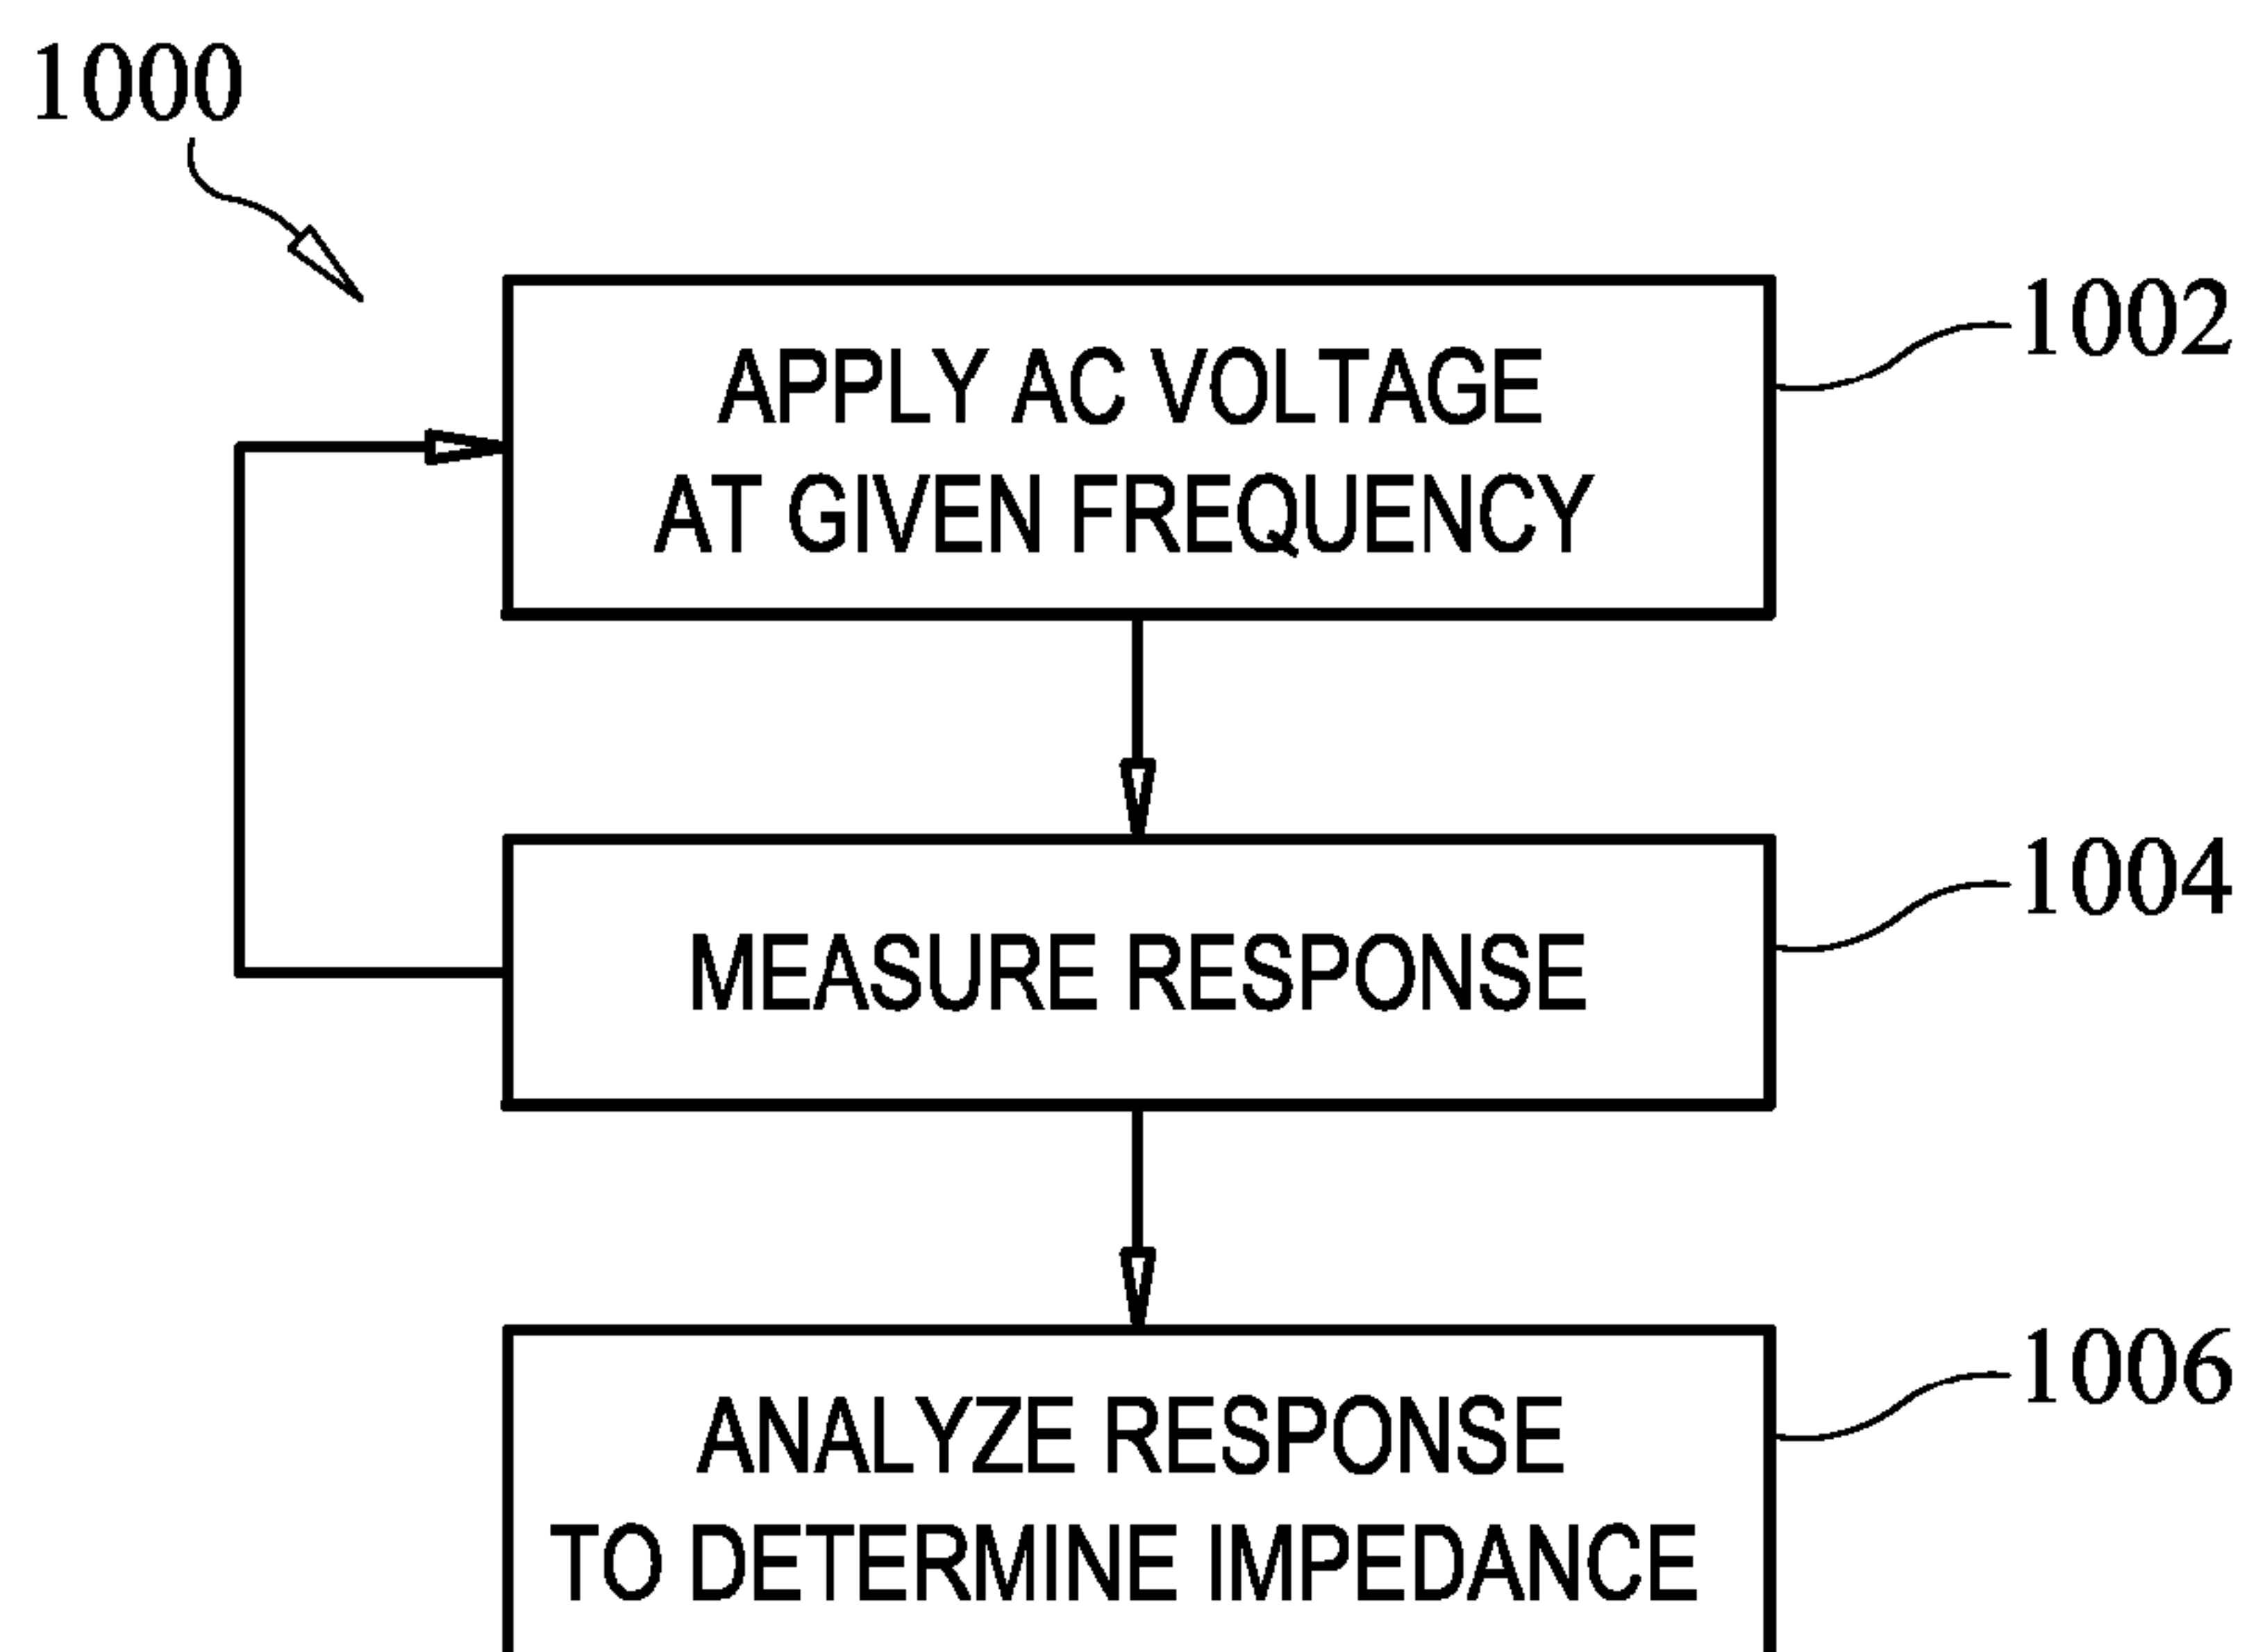 1000
APPLY AC VOLTAGE
AT GIVEN FREQUENCY
1002
MEASURE RESPONSE
1004
ANALYZE RESPONSE
TO DETERMINE IMPEDANCE
1006